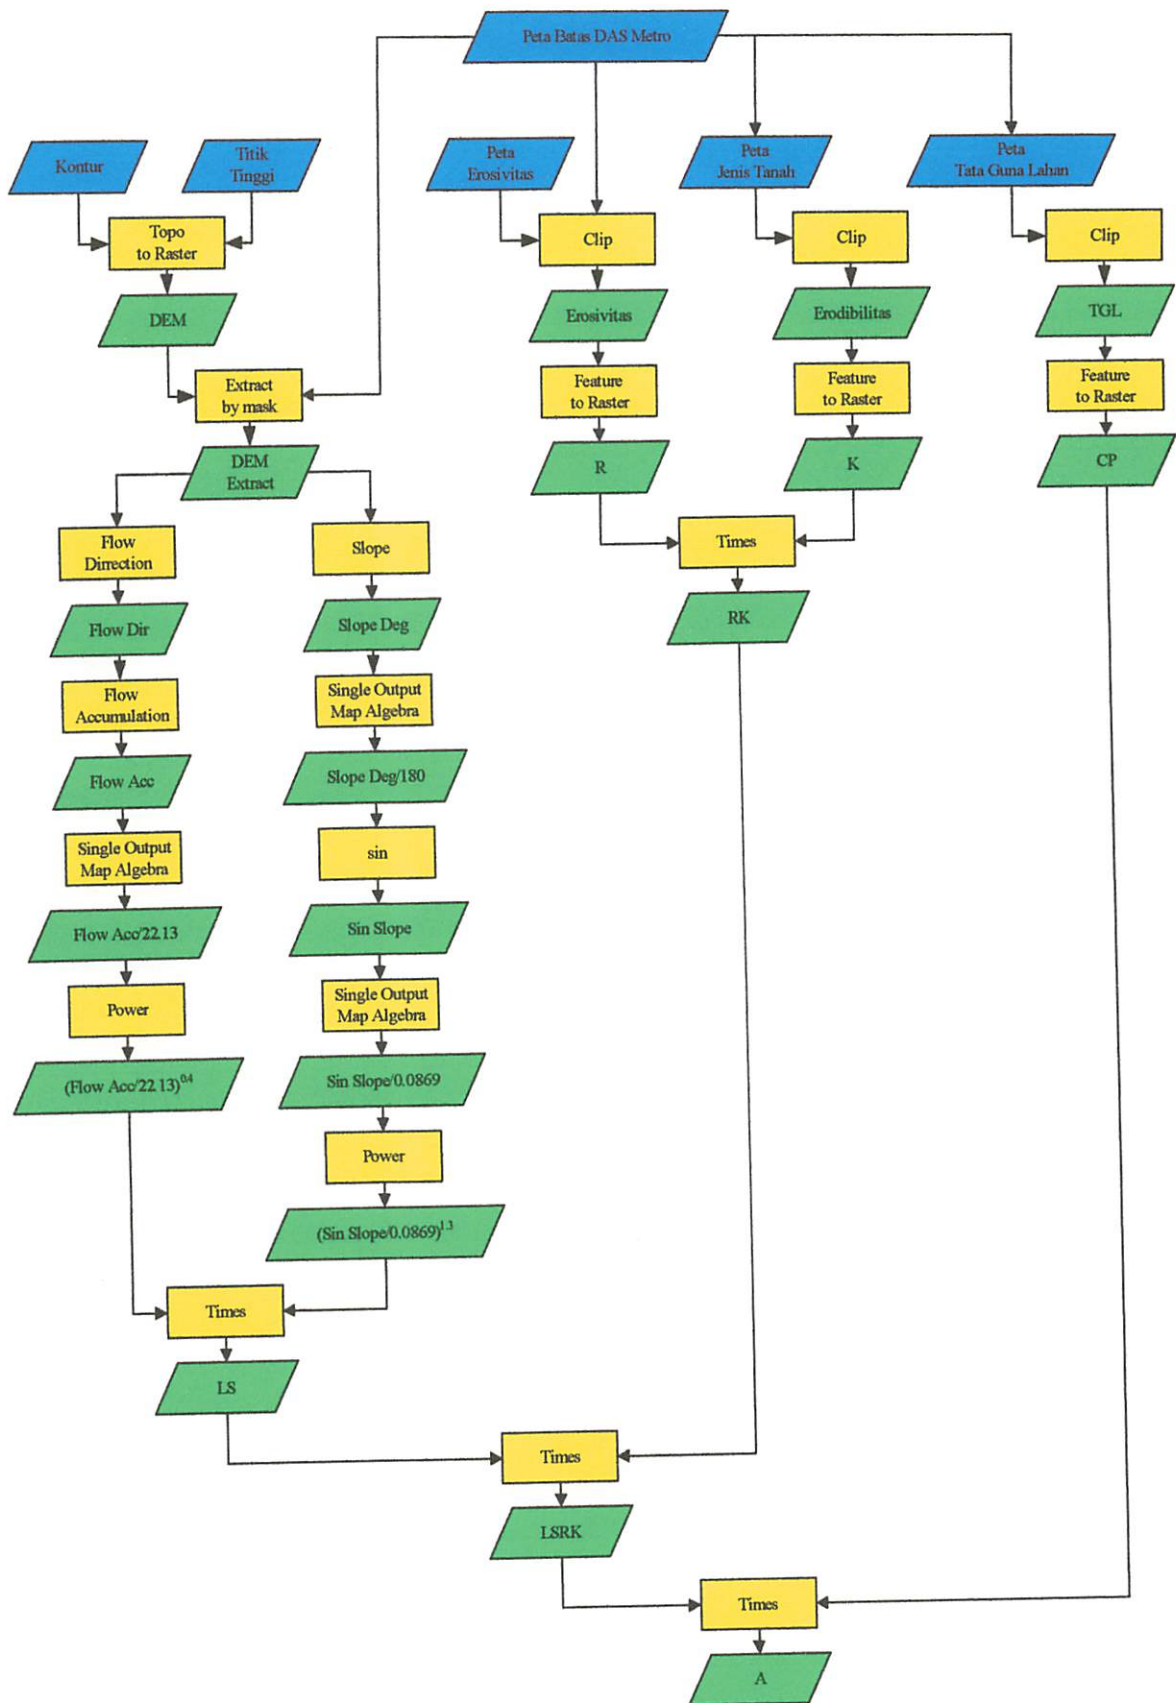 Peta Batas DAS Metro
Kontur
Titik
Tinggi
Peta
Erosivitas
Peta
Jenis Tanah
Peta
Tata Guna Lahan
Topo
to Raster
Clip
Clip
Clip
DEM
Erosivitas
Erodibilitas
TGL
Extract
by mask
Feature
to Raster
Feature
to Raster
Feature
to Raster
DEM
Extract
R
K
CP
Flow
Dirrection
Slope
Times
Flow Dir
Slope Deg
RK
Flow
Accumulation
Single Output
Map Algebra
Flow Acc
Slope Deg/180
Single Output
Map Algebra
sin
Flow Acc/22.13
Sin Slope
Power
Single Output
Map Algebra
(Flow Acc/22.13)^0.4
Sin Slope/0.0869
Power
(Sin Slope/0.0869)^1.3
Times
LS
Times
LSRK
Times
A